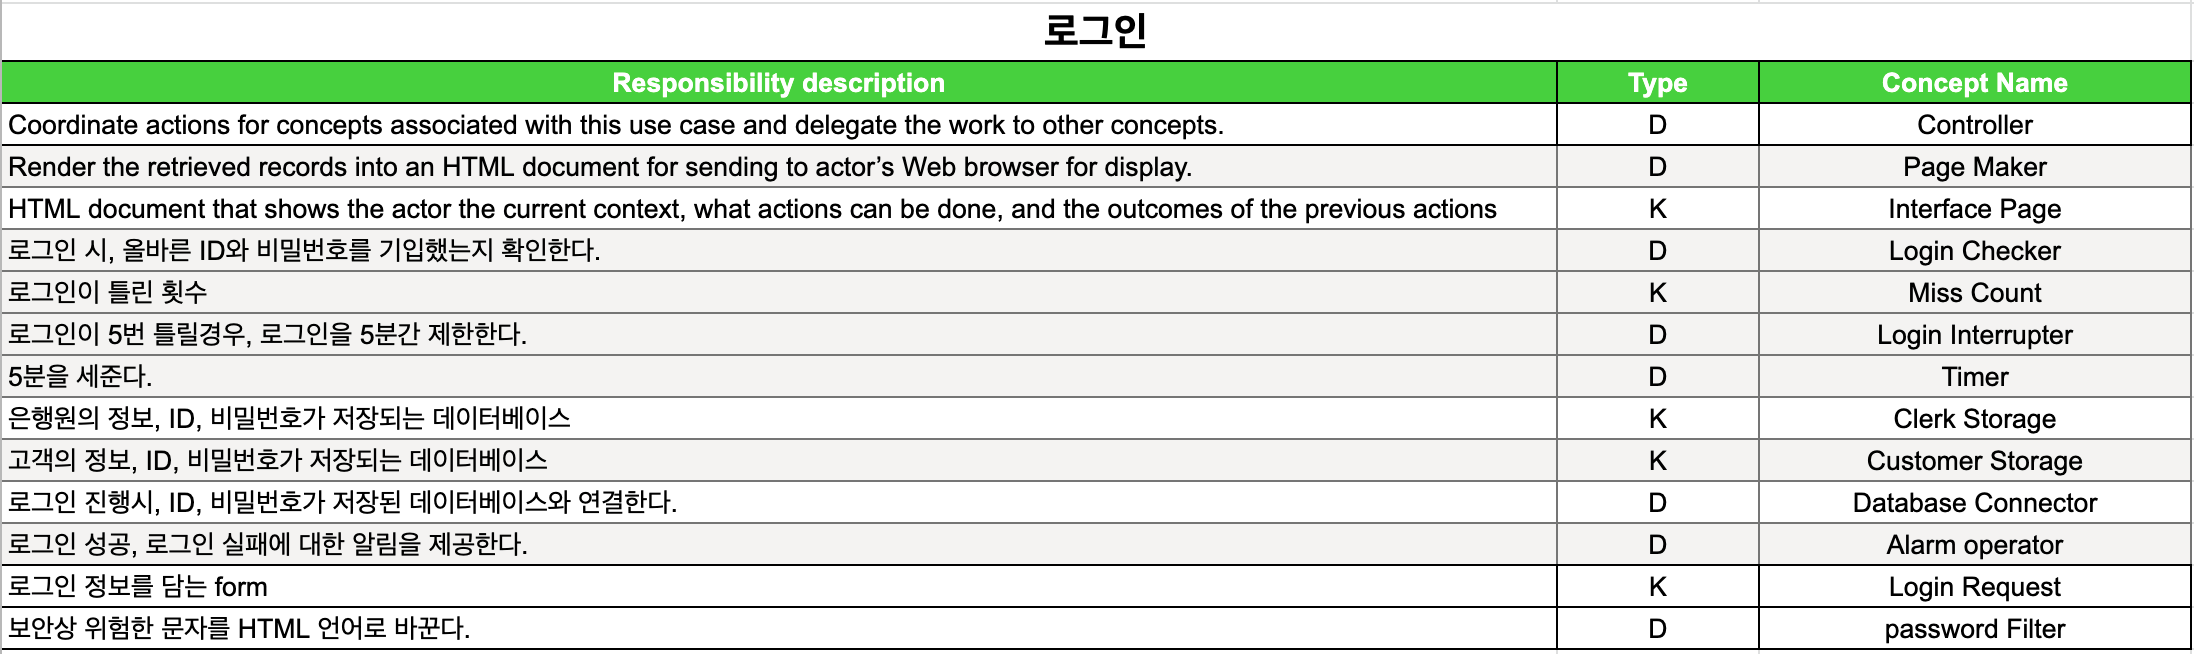 로그인
Responsibility description Type Concept Name
Coordinate actions for concepts associated with this use case and delegate the work to other concepts. D Controller
Render the retrieved records into an HTML document for sending to actor’s Web browser for display. D Page Maker
HTML document that shows the actor the current context, what actions can be done, and the outcomes of the previous actions K Interface Page
로그인 시, 올바른 ID와 비밀번호를 기입했는지 확인한다. D Login Checker
로그인이 틀린 횟수 K Miss Count
로그인이 5번 틀릴경우, 로그인을 5분간 제한한다. D Login Interrupter
5분을 세준다. D Timer
은행원의 정보, ID, 비밀번호가 저장되는 데이터베이스 K Clerk Storage
고객의 정보, ID, 비밀번호가 저장되는 데이터베이스 K Customer Storage
로그인 진행시, ID, 비밀번호가 저장된 데이터베이스와 연결한다. D Database Connector
로그인 성공, 로그인 실패에 대한 알림을 제공한다. D Alarm operator
로그인 정보를 담는 form K Login Request
보안상 위험한 문자를 HTML 언어로 바꾼다. D password Filter